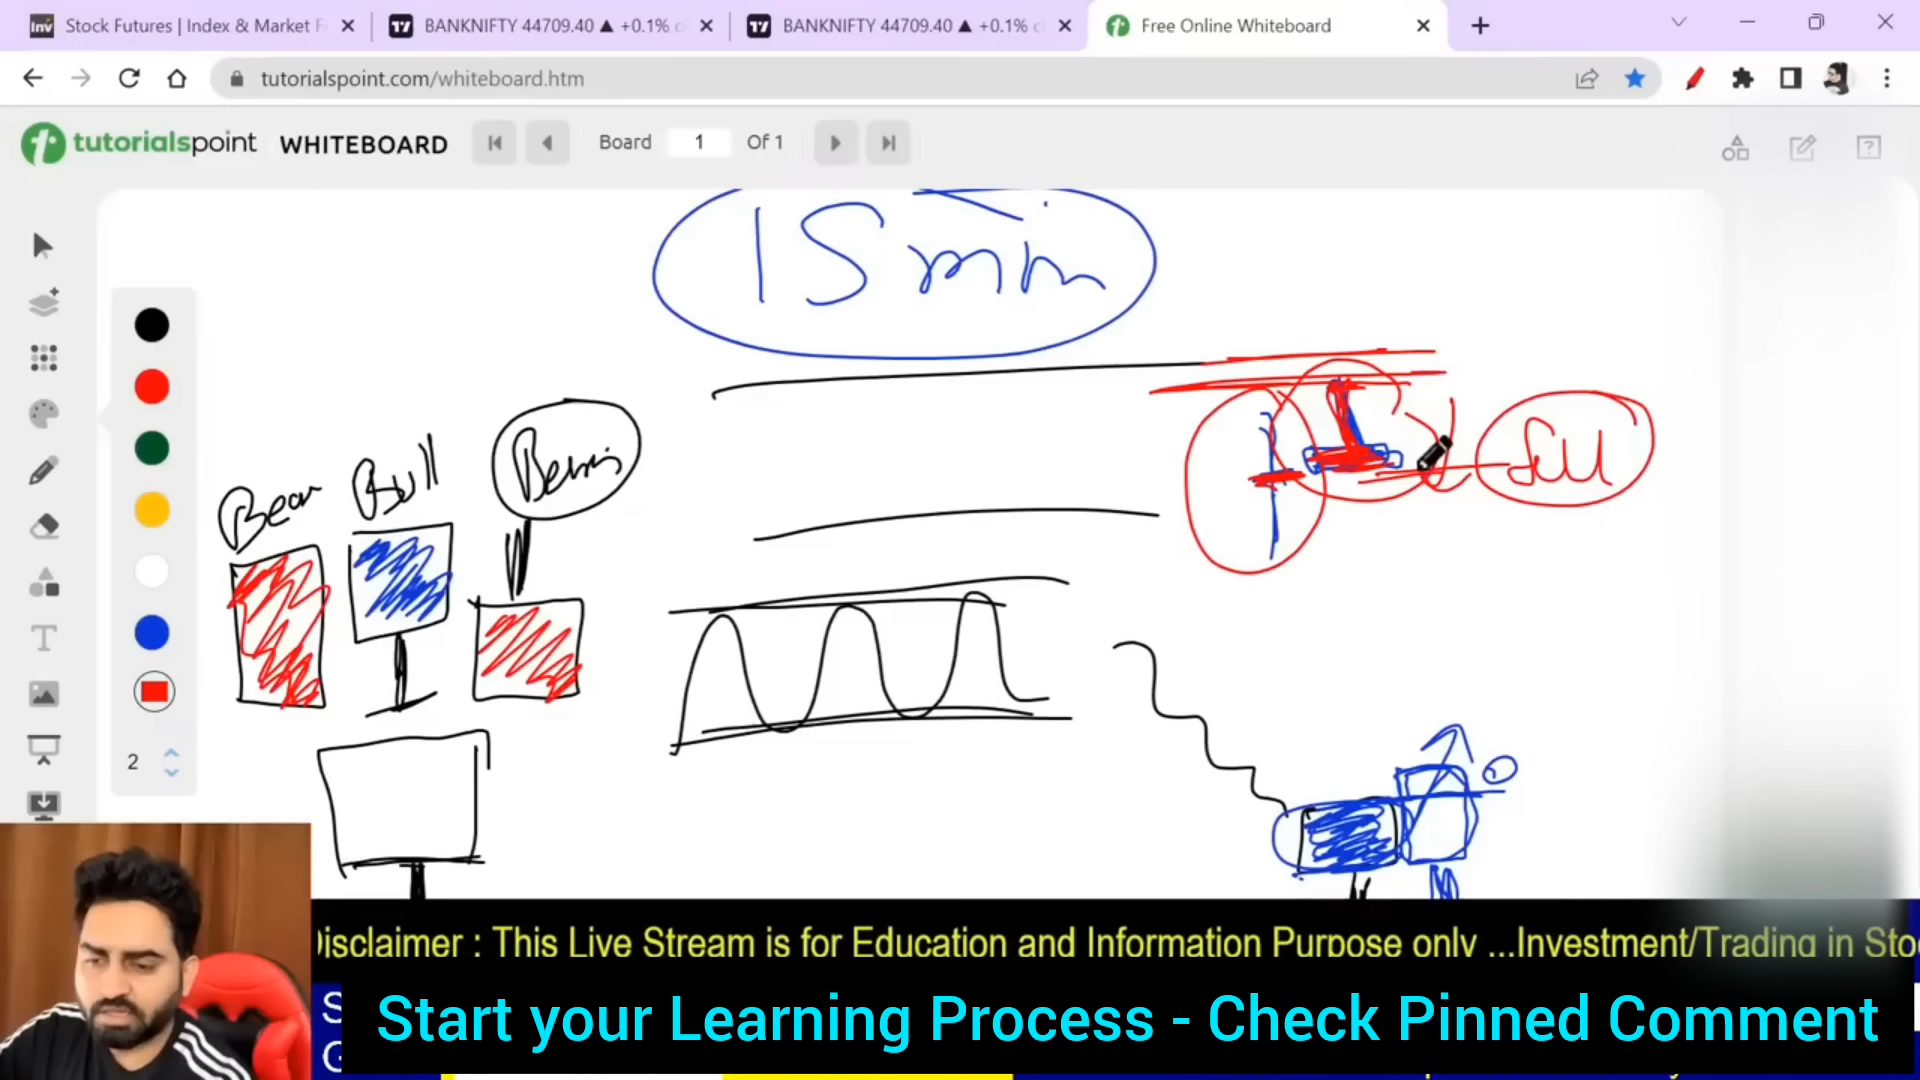 Stock Futures | Index & Market F
BANKNIFTY 44709.40 ▲ +0.1%
BANKNIFTY 44709.40 ▲ +0.1%
Free Online Whiteboard
tutorialspoint.com/whiteboard.htm
tutorialspoint WHITEBOARD
Board 1 Of 1
15 min
Bear
Bull
2
Disclaimer : This Live Stream is for Education and Information Purpose only ...Investment/Trading in Sto
Start your Learning Process - Check Pinned Comment